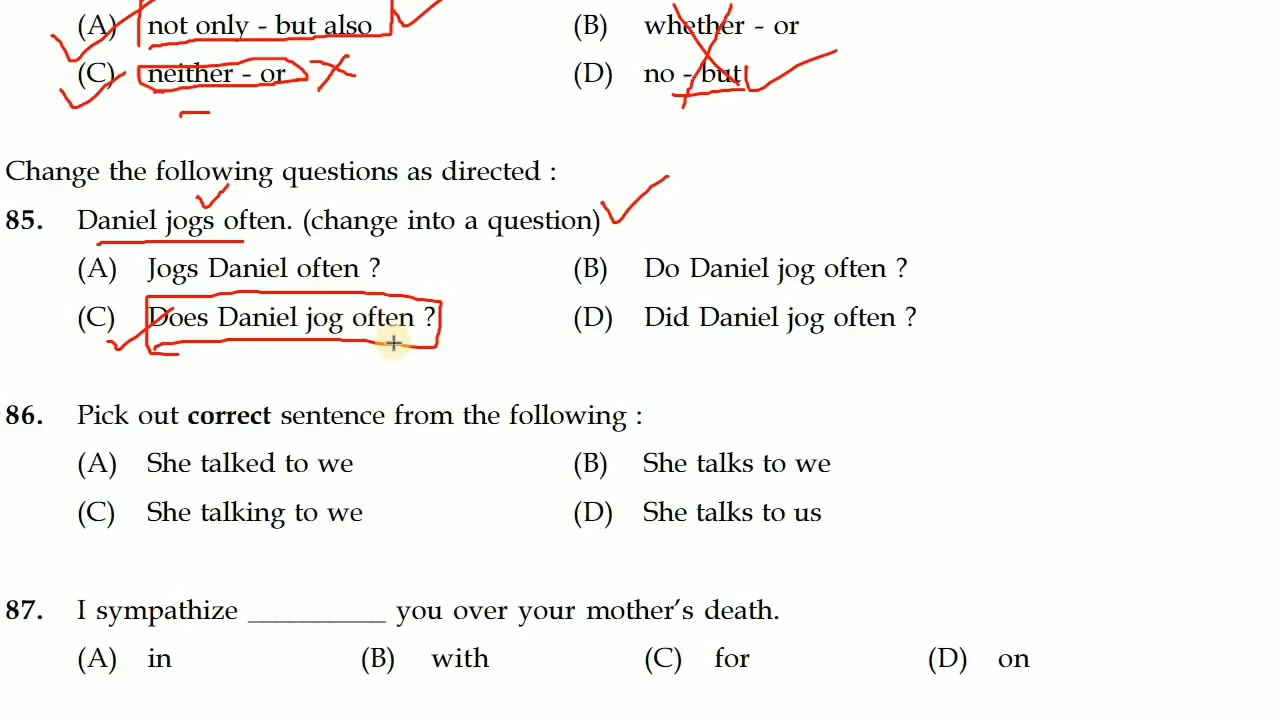 (A) not only - but also (B) whether - or
(C) neither - or (D) no - but
Change the following questions as directed :
85. Daniel jogs often. (change into a question)
(A) Jogs Daniel often ? (B) Do Daniel jog often ?
(C) Does Daniel jog often ? (D) Did Daniel jog often ?
86. Pick out correct sentence from the following :
(A) She talked to we (B) She talks to we
(C) She talking to we (D) She talks to us
87. I sympathize __________ you over your mother's death.
(A) in (B) with (C) for (D) on